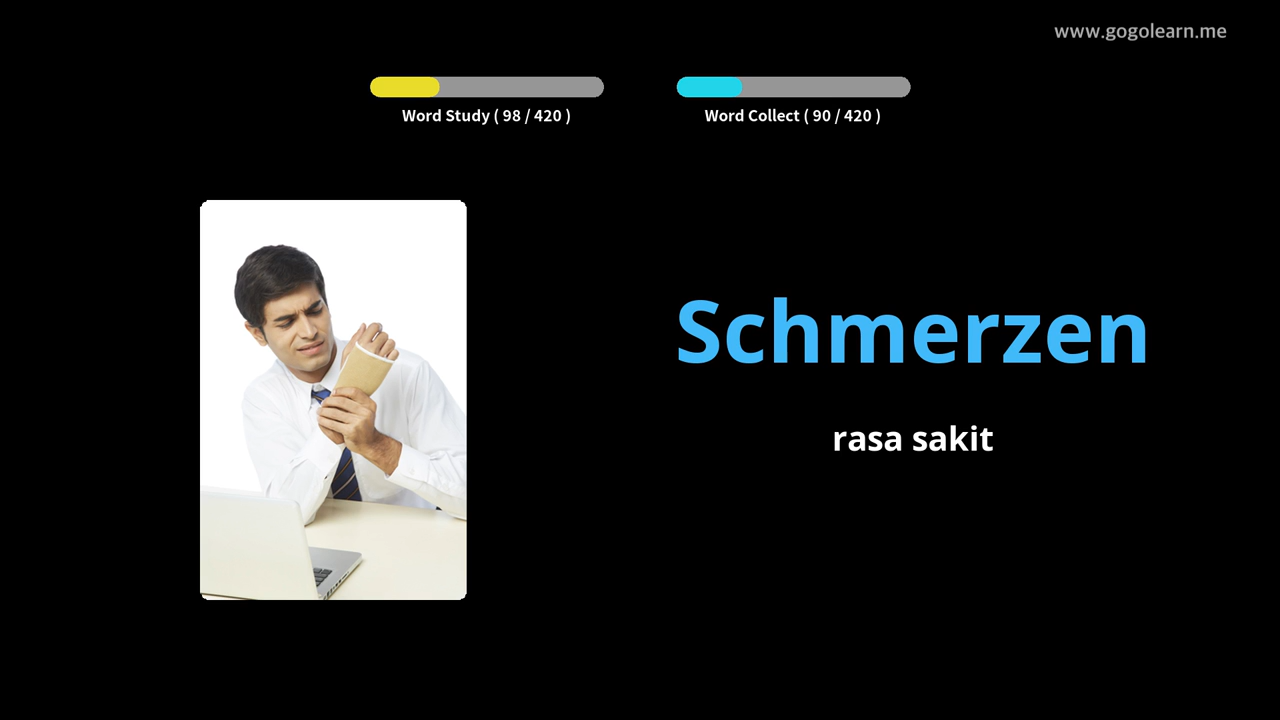 www.gogolearn.me
Word Study ( 98 / 420 )
Word Collect ( 90 / 420 )
Schmerzen
rasa sakit